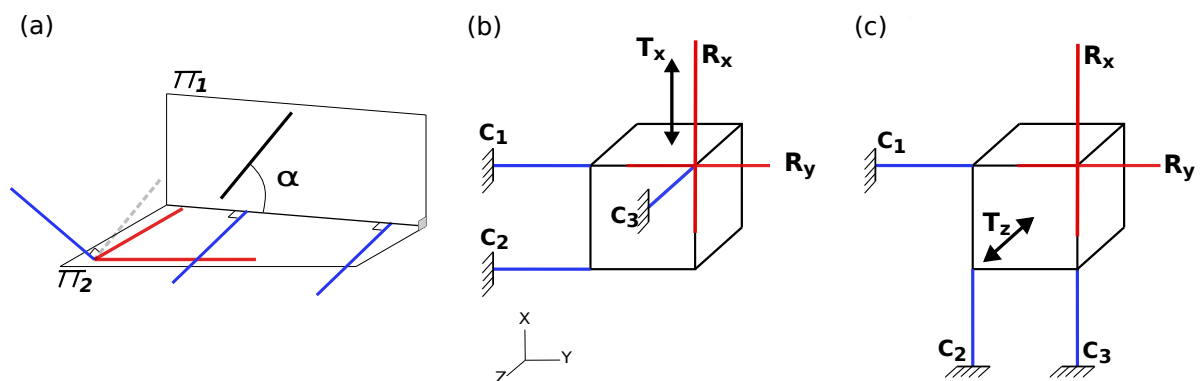 (a)
π1
α
π2
(b)
Tx
Rx
C1
Ry
C3
C2
X
Y
Z
(c)
Rx
C1
Ry
Tz
C2
C3